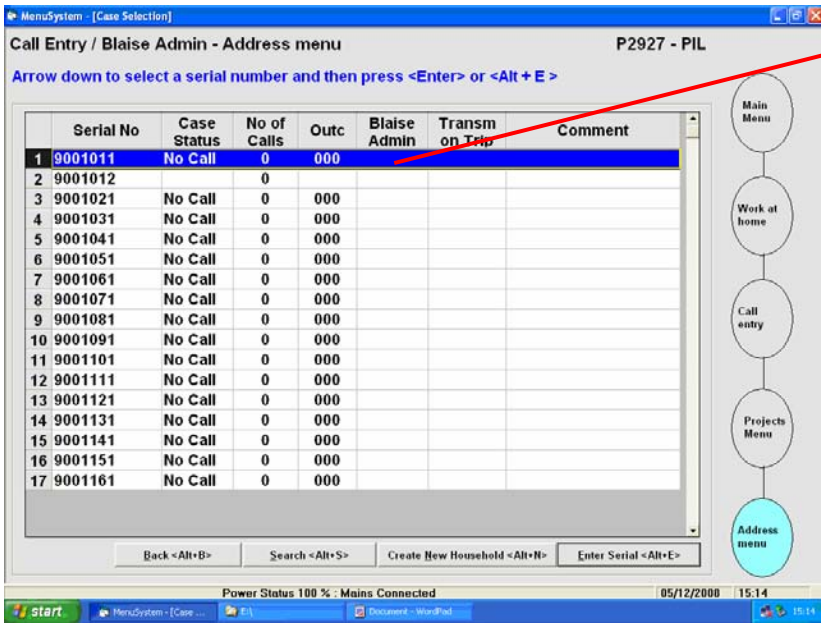 MenuSystem - [Case Selection]
Call Entry / Blaise Admin - Address menu P2927 - PIL
Arrow down to select a serial number and then press <Enter> or <Alt + E >
Serial No Case Status No of Calls Outc Blaise Admin Transm on Trip Comment
1 9001011 No Call 0 000
2 9001012 0
3 9001021 No Call 0 000
4 9001031 No Call 0 000
5 9001041 No Call 0 000
6 9001051 No Call 0 000
7 9001061 No Call 0 000
8 9001071 No Call 0 000
9 9001081 No Call 0 000
10 9001091 No Call 0 000
11 9001101 No Call 0 000
12 9001111 No Call 0 000
13 9001121 No Call 0 000
14 9001131 No Call 0 000
15 9001141 No Call 0 000
16 9001151 No Call 0 000
17 9001161 No Call 0 000
Main
Menu
Work at
home
Call
entry
Projects
Menu
Address
menu
Back <Alt+B> Search <Alt+S> Create New Household <Alt+N> Enter Serial <Alt+E>
Power Status 100 % : Mains Connected 05/12/2000 15:14
start MenuSystem - [Case ... E:\ Document - WordPad 15:14